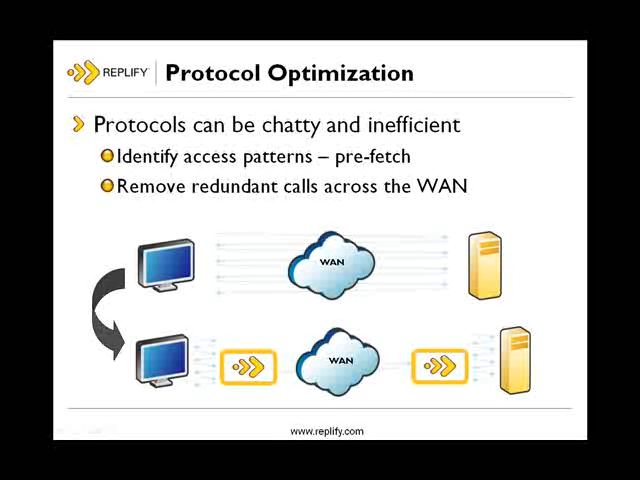 REPLIFY
Protocol Optimization
Protocols can be chatty and inefficient
Identify access patterns – pre-fetch
Remove redundant calls across the WAN
WAN
WAN
www.replify.com